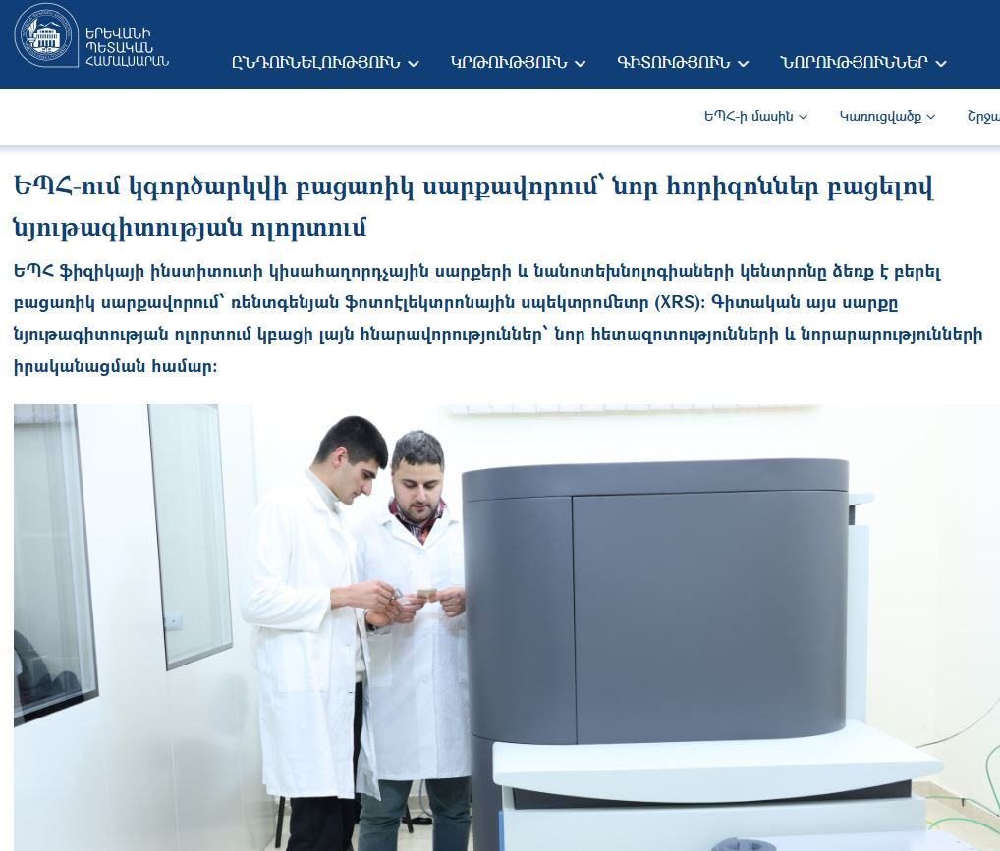 ԵՐԵՎԱՆԻ
ՊԵՏԱԿԱՆ
ՀԱՄԱԼՍԱՐԱՆ
ԸՆԴՈՒՆԵԼՈՒԹՅՈՒՆ
ԿՐԹՈՒԹՅՈՒՆ
ԳԻՏՈՒԹՅՈՒՆ
ՆՈՐՈՒԹՅՈՒՆՆԵՐ
ԵՊՀ-ի մասին
Կառուցվածք
ԵՊՀ-ում կգործարկվի բացառիկ սարքավորում՝ նոր հորիզոններ բացելով
նյութագիտության ոլորտում
ԵՊՀ ֆիզիկայի ինստիտուտի կիսահաղորդչային սարքերի և նանոտեխնոլոգիաների կենտրոնը ձեռք է բերել
բացառիկ սարքավորում՝ ռենտգենյան ֆոտոէլեկտրոնային սպեկտրոմետր (XRS): Գիտական այս սարքը
նյութագիտության ոլորտում կբացի լայն հնարավորություններ՝ նոր հետազոտությունների և նորարարությունների
իրականացման համար: